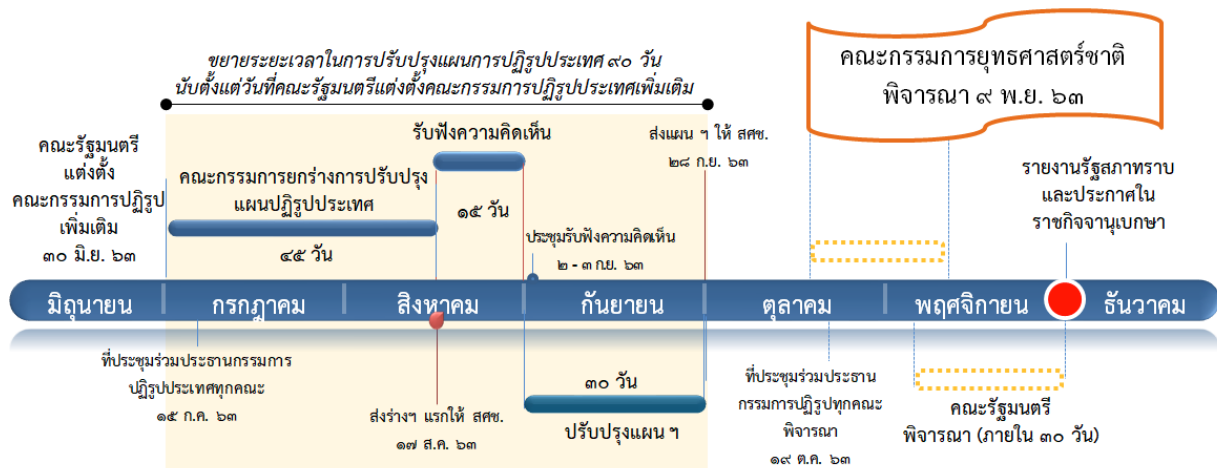 ขยายระยะเวลาในการปรับปรุงแผนการปฏิรูปประเทศ ๙๐ วัน
นับตั้งแต่วันที่คณะรัฐมนตรีแต่งตั้งคณะกรรมการปฏิรูปประเทศเพิ่มเติม
คณะกรรมการยุทธศาสตร์ชาติ
พิจารณา ๙ พ.ย. ๖๓
คณะรัฐมนตรี
แต่งตั้ง
คณะกรรมการปฏิรูป
เพิ่มเติม
๓๐ มิ.ย. ๖๓
คณะกรรมการยกร่างการปรับปรุง
แผนปฏิรูปประเทศ
๔๕ วัน
รับฟังความคิดเห็น
๑๕ วัน
ประชุมรับฟังความคิดเห็น
๒ - ๓ ก.ย. ๖๓
ส่งแผน ฯ ให้ สศช.
๒๘ ก.ย. ๖๓
รายงานรัฐสภาทราบ
และประกาศใน
ราชกิจจานุเบกษา
มิถุนายน
กรกฎาคม
สิงหาคม
กันยายน
ตุลาคม
พฤศจิกายน
ธันวาคม
ที่ประชุมร่วมประธานกรรมการ
ปฏิรูปประเทศทุกคณะ
๑๕ ก.ค. ๖๓
ส่งร่างฯ แรกให้ สศช.
๑๗ ส.ค. ๖๓
๓๐ วัน
ปรับปรุงแผน ฯ
ที่ประชุมร่วมประธาน
กรรมการปฏิรูปทุกคณะ
พิจารณา
๑๙ ต.ค. ๖๓
คณะรัฐมนตรี
พิจารณา (ภายใน ๓๐ วัน)